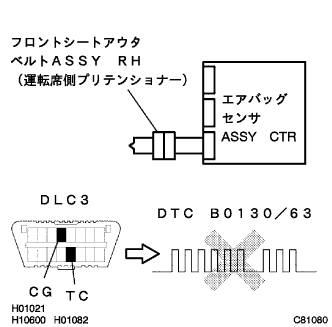 フロントシートアウタ
ベルトASSY RH
(運転席側プリテンショナー)
エアバッグ
センサ
ASSY CTR
DLC3
DTC B0130/63
CG TC
H01021
H10600 H01082
C81080